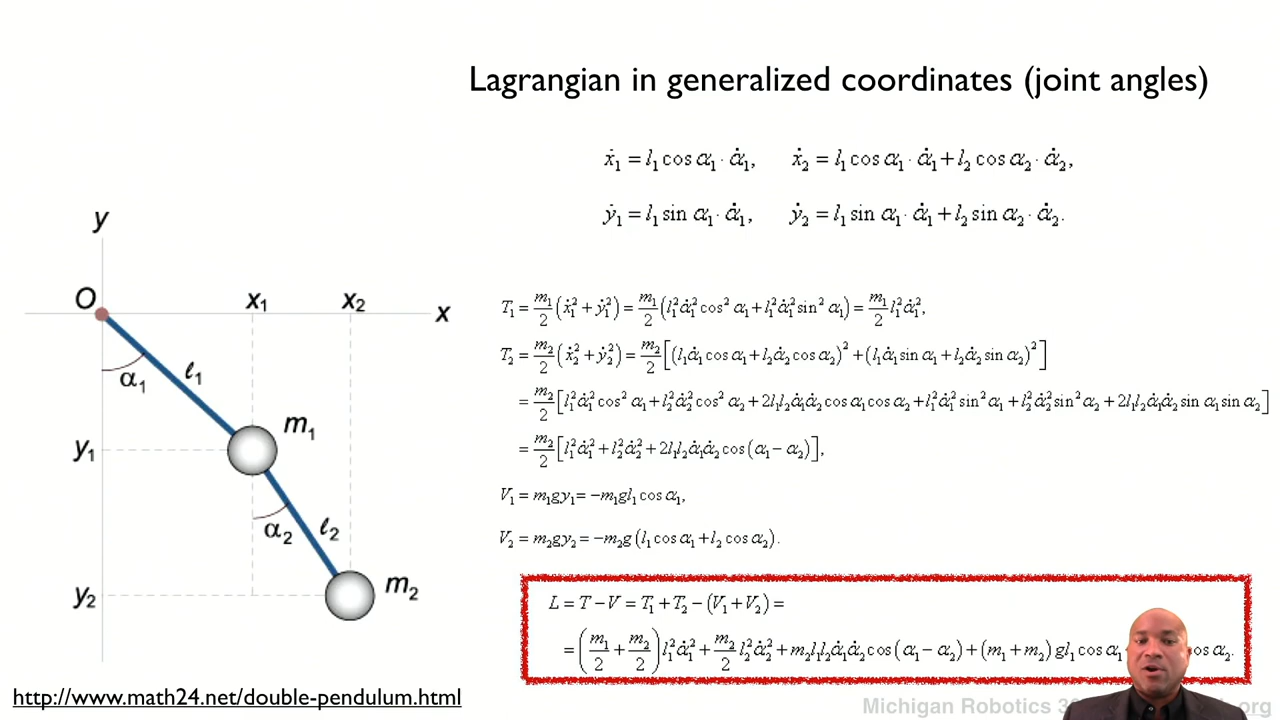 Lagrangian in generalized coordinates (joint angles)
ẋ₁ = l₁ cos α₁ · α̇₁, ẋ₂ = l₁ cos α₁ · α̇₁ + l₂ cos α₂ · α̇₂,
ẏ₁ = l₁ sin α₁ · α̇₁, ẏ₂ = l₁ sin α₁ · α̇₁ + l₂ sin α₂ · α̇₂.
y
O x₁ x₂ x
α₁ l₁
m₁
y₁
α₂ l₂
m₂
y₂
T₁ = m₁/2 (ẋ₁² + ẏ₁²) = m₁/2 (l₁²α̇₁² cos² α₁ + l₁²α̇₁² sin² α₁) = m₁/2 l₁²α̇₁²,
T₂ = m₂/2 (ẋ₂² + ẏ₂²) = m₂/2 [(l₁α̇₁ cos α₁ + l₂α̇₂ cos α₂)² + (l₁α̇₁ sin α₁ + l₂α̇₂ sin α₂)²]
= m₂/2 [l₁²α̇₁² cos² α₁ + l₂²α̇₂² cos² α₂ + 2l₁l₂α̇₁α̇₂ cos α₁ cos α₂ + l₁²α̇₁² sin² α₁ + l₂²α̇₂² sin² α₂ + 2l₁l₂α̇₁α̇₂ sin α₁ sin α₂]
= m₂/2 [l₁²α̇₁² + l₂²α̇₂² + 2l₁l₂α̇₁α̇₂ cos (α₁ − α₂)],
V₁ = m₁gy₁ = −m₁gl₁ cos α₁,
V₂ = m₂gy₂ = −m₂g (l₁ cos α₁ + l₂ cos α₂).
L = T − V = T₁ + T₂ − (V₁ + V₂) =
= (m₁/2 + m₂/2) l₁²α̇₁² + m₂/2 l₂²α̇₂² + m₂l₁l₂α̇₁α̇₂ cos (α₁ − α₂) + (m₁ + m₂) gl₁ cos α₁ cos α₂.
http://www.math24.net/double-pendulum.html
Michigan Robotics .org